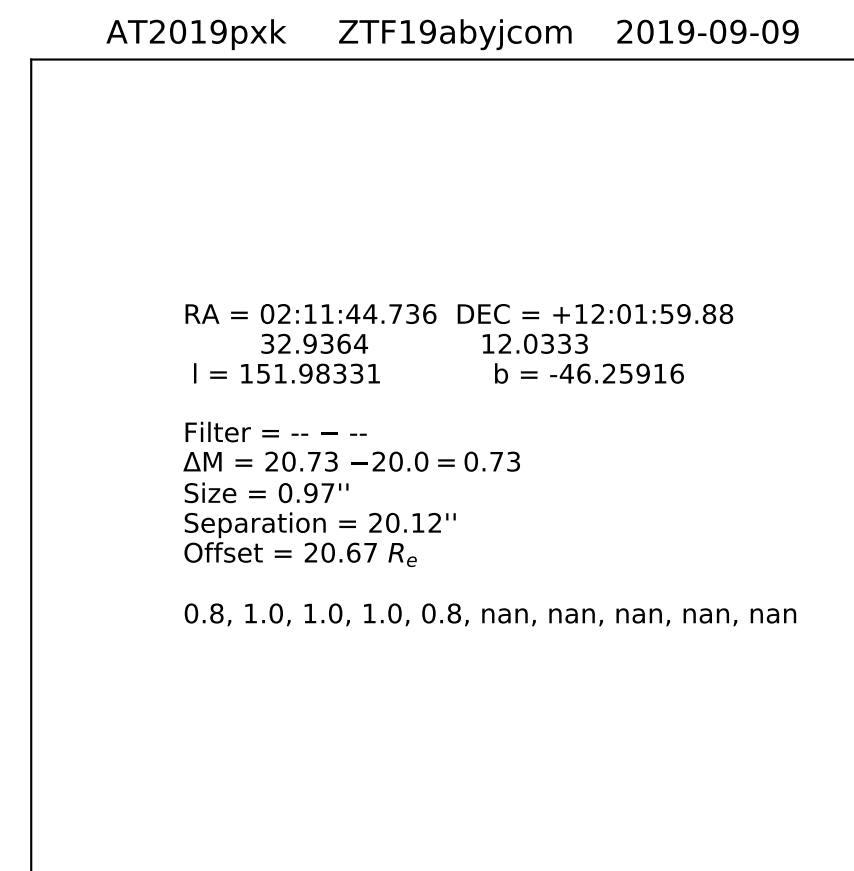 AT2019pxk ZTF19abyjcom 2019-09-09
RA = 02:11:44.736 DEC = +12:01:59.88
32.9364 12.0333
l = 151.98331 b = -46.25916
Filter = -- − --
ΔM = 20.73 −20.0 = 0.73
Size = 0.97''
Separation = 20.12''
Offset = 20.67 Rₑ
0.8, 1.0, 1.0, 1.0, 0.8, nan, nan, nan, nan, nan